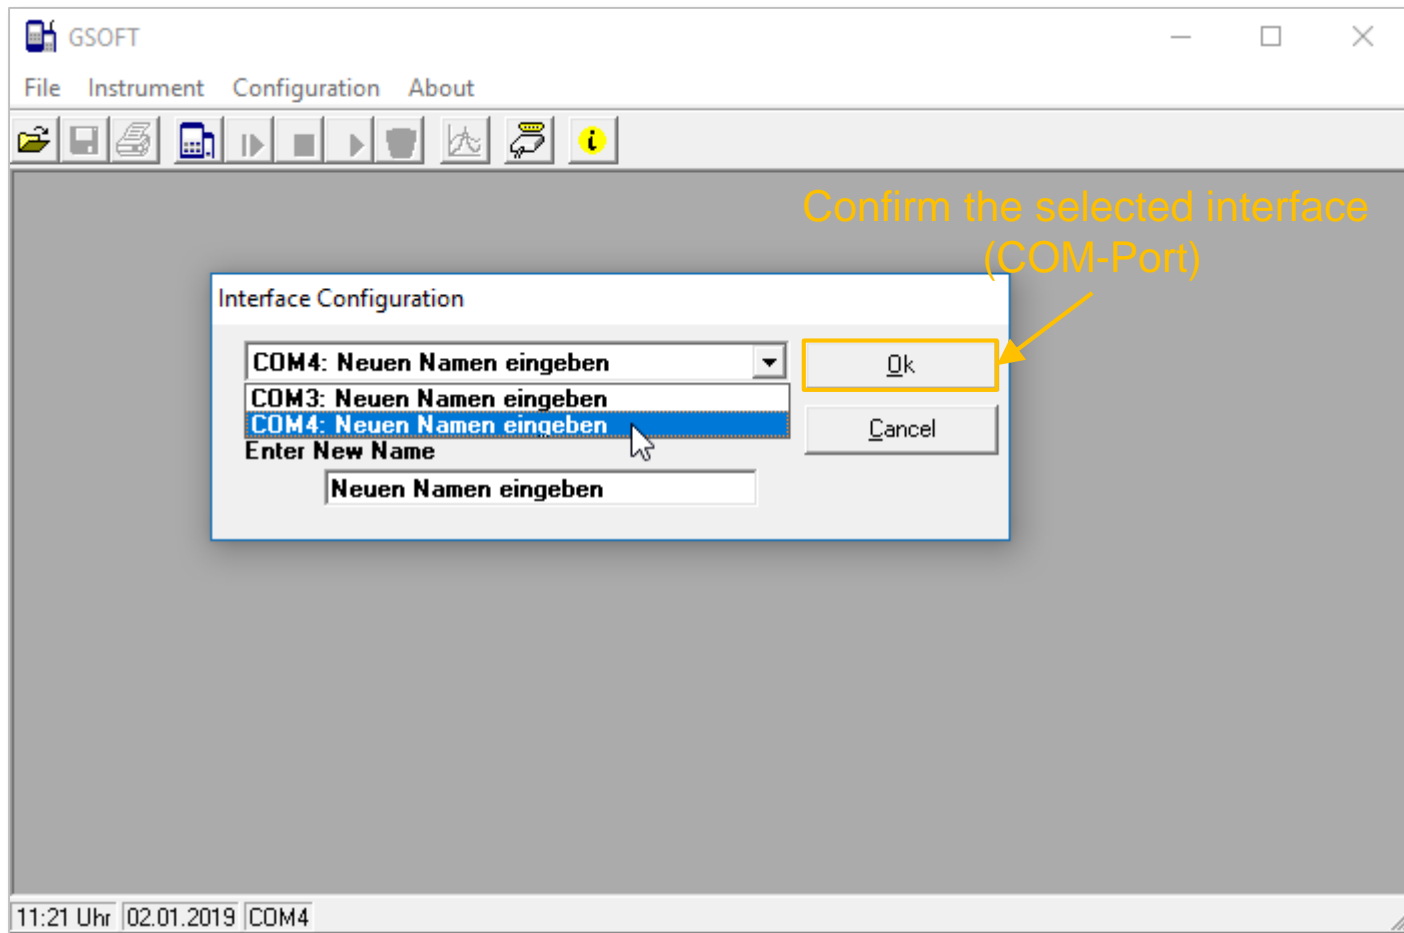 GSOFT
File Instrument Configuration About
Confirm the selected interface
(COM-Port)
Interface Configuration
COM4: Neuen Namen eingeben
Ok
COM3: Neuen Namen eingeben
COM4: Neuen Namen eingeben
Cancel
Enter New Name
Neuen Namen eingeben
11:21 Uhr 02.01.2019 COM4